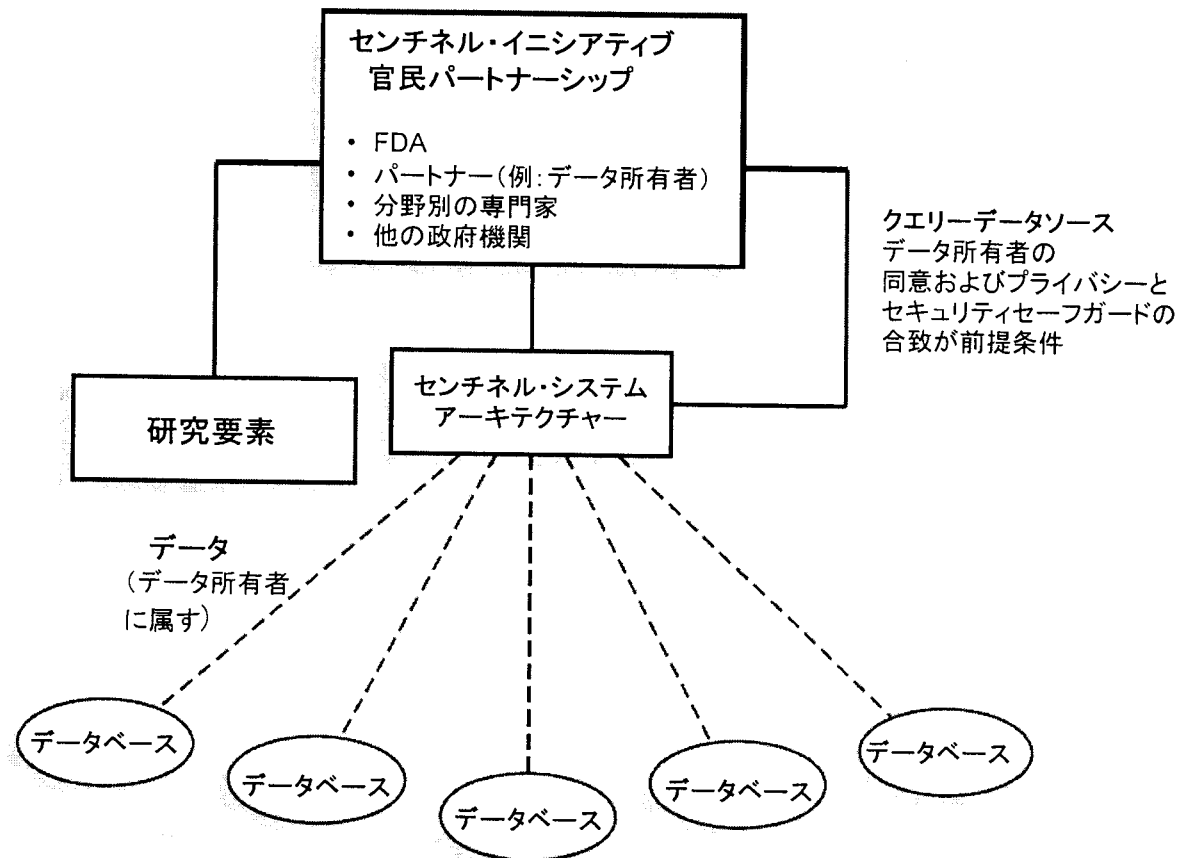 センチネル・イニシアティブ
官民パートナーシップ
・ FDA
・ パートナー(例:データ所有者)
・ 分野別の専門家
・ 他の政府機関
クエリーデータソース
データ所有者の
同意およびプライバシーと
セキュリティセーフガードの
合致が前提条件
センチネル・システム
アーキテクチャー
研究要素
データ
(データ所有者
に属す)
データベース
データベース
データベース
データベース
データベース